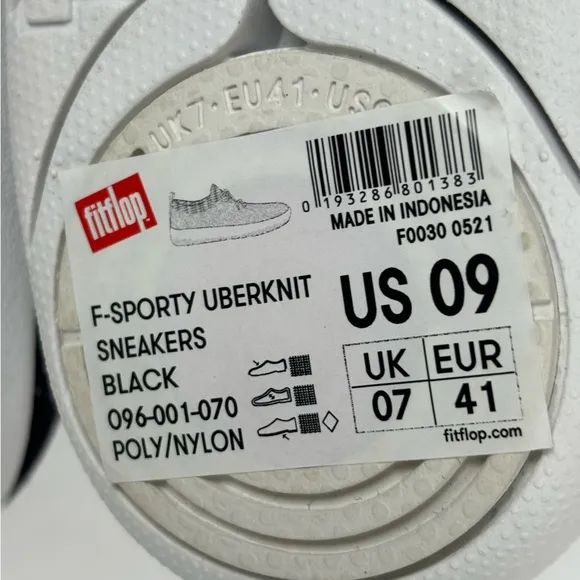 UK7 · EU41 · US9
fitflop
0 193286 801383
MADE IN INDONESIA
F0030 0521
F-SPORTY UBERKNIT
SNEAKERS
BLACK
096-001-070
POLY/NYLON
US 09
UK EUR
07 41
fitflop.com